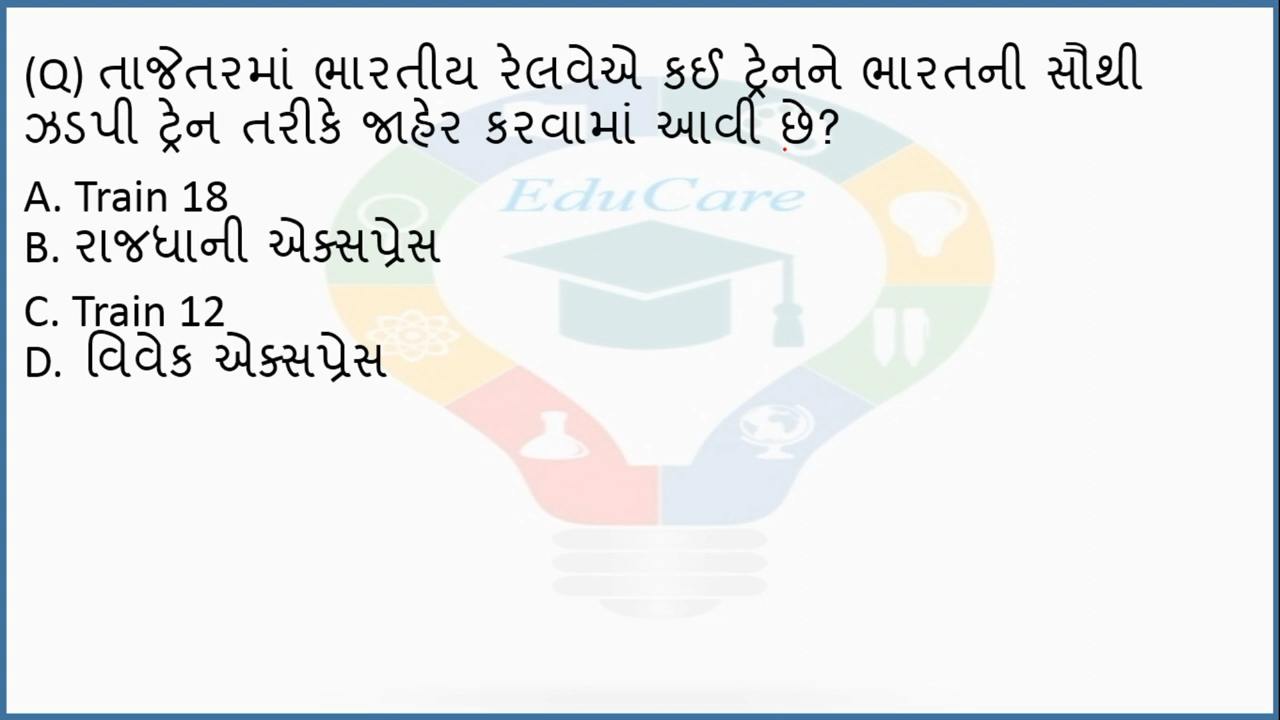 (Q) તાજેતરમાં ભારતીય રેલવેએ કઈ ટ્રેનને ભારતની સૌથી
ઝડપી ટ્રેન તરીકે જાહેર કરવામાં આવી છે?
A. Train 18
B. રાજધાની એક્સપ્રેસ
C. Train 12
D. વિવેક એક્સપ્રેસ
EduCare